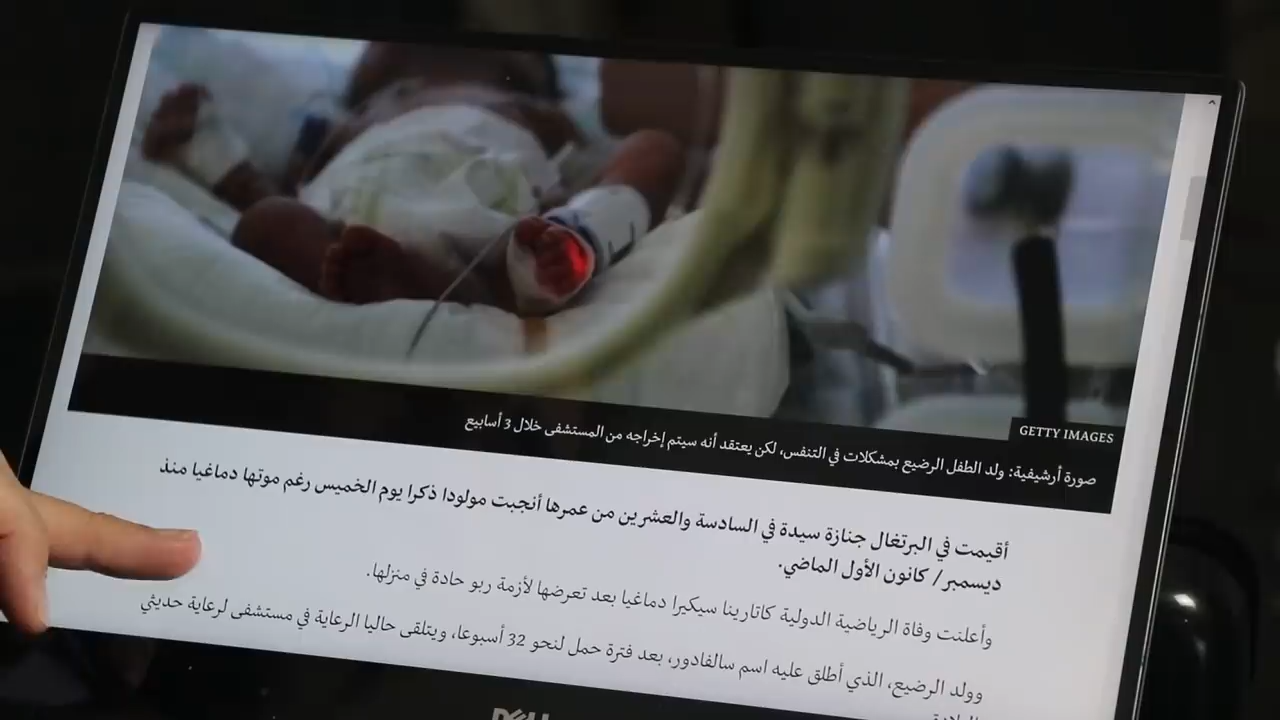 GETTY IMAGES
صورة أرشيفية: ولد الطفل الرضيع بمشكلات في التنفس، لكن يعتقد أنه سيتم إخراجه من المستشفى خلال 3 أسابيع
أقيمت في البرتغال جنازة سيدة في السادسة والعشرين من عمرها أنجبت مولودا ذكرا يوم الخميس رغم موتها دماغيا منذ
ديسمبر/ كانون الأول الماضي.
وأعلنت وفاة الرياضية الدولية كاتارينا سيكيرا دماغيا بعد تعرضها لأزمة ربو حادة في منزلها.
وولد الرضيع، الذي أطلق عليه اسم سالفادور، بعد فترة حمل لنحو 32 أسبوعا، ويتلقى حاليا الرعاية في مستشفى لرعاية حديثي
DELL